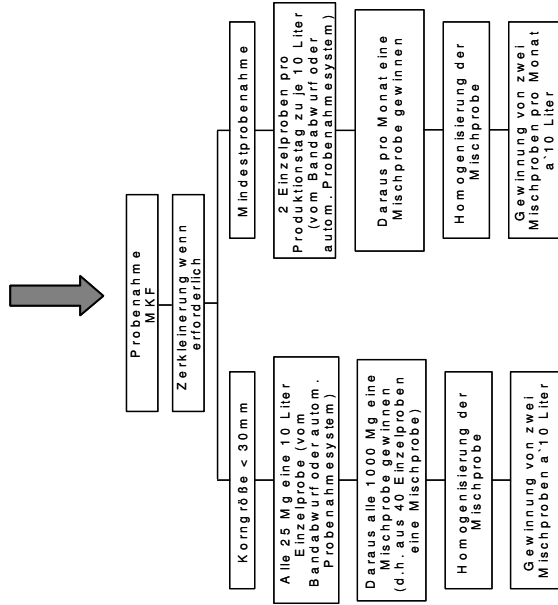 Probenahme
MKF
Zerkleinerung wenn
erforderlich
Korngröße < 30mm
Alle 25 Mg eine 10 Liter
Einzelprobe (vom
Bandabwurf oder autom.
Probenahmesystem)
Daraus alle 1000 Mg eine
Mischprobe gewinnen
(d.h. aus 40 Einzelproben
eine Mischprobe)
Homogenisierung der
Mischprobe
Gewinnung von zwei
Mischproben a`10 Liter
Mindestprobenahme
2 Einzelproben pro
Produktionstag zu je 10 Liter
(vom Bandabwurf oder
autom. Probenahmesystem)
Daraus pro Monat eine
Mischprobe gewinnen
Homogenisierung der
Mischprobe
Gewinnung von zwei
Mischproben pro Monat
a`10 Liter